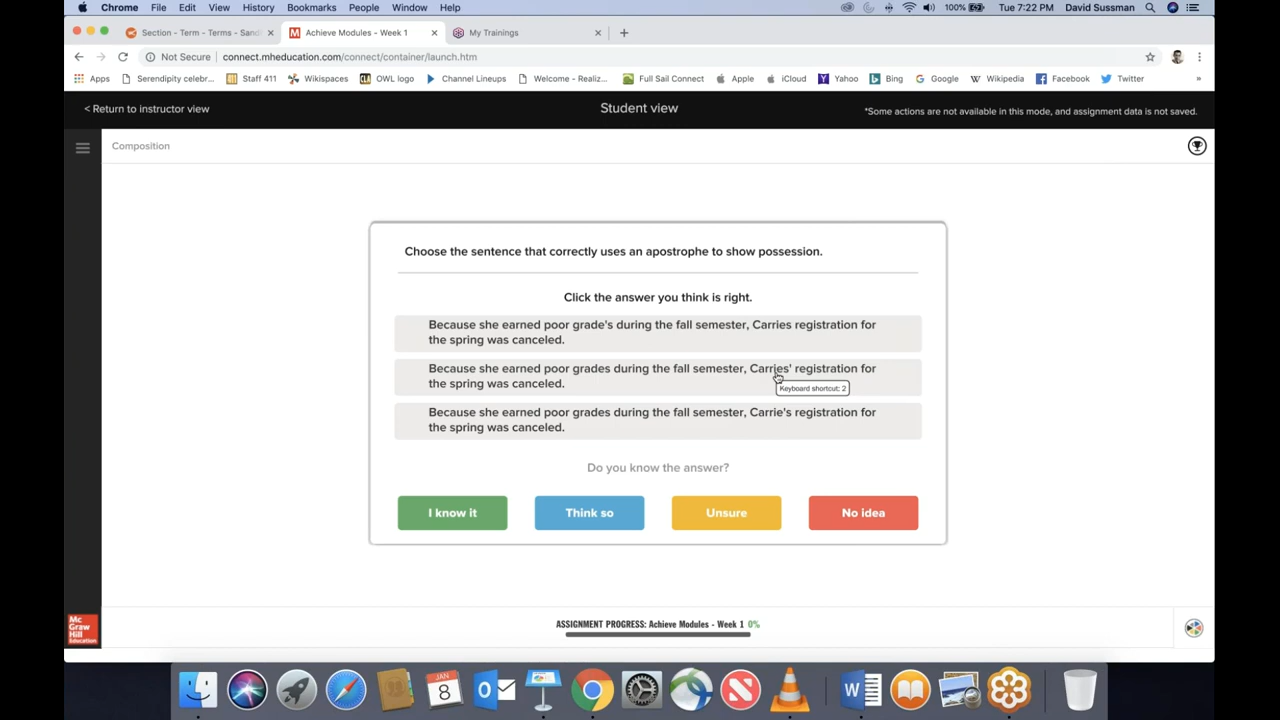 Chrome File Edit View History Bookmarks People Window Help 100% Tue 7:22 PM David Sussman
Section - Term - Terms - Sand Achieve Modules - Week 1 My Trainings
Not Secure connect.mheducation.com/connect/container/launch.htm
Apps Serendipity celebr... Staff 411 Wikispaces OWL logo Channel Lineups Welcome - Realiz... Full Sail Connect Apple iCloud Yahoo Bing Google Wikipedia Facebook Twitter »
< Return to instructor view Student view *Some actions are not available in this mode, and assignment data is not saved.
Composition
Choose the sentence that correctly uses an apostrophe to show possession.
Click the answer you think is right.
Because she earned poor grade's during the fall semester, Carries registration for
the spring was canceled.
Because she earned poor grades during the fall semester, Carries' registration for
the spring was canceled.
Keyboard shortcut: 2
Because she earned poor grades during the fall semester, Carrie's registration for
the spring was canceled.
Do you know the answer?
I know it Think so Unsure No idea
Mc
Graw
Hill
Education
ASSIGNMENT PROGRESS: Achieve Modules - Week 1 0%
JAN
8